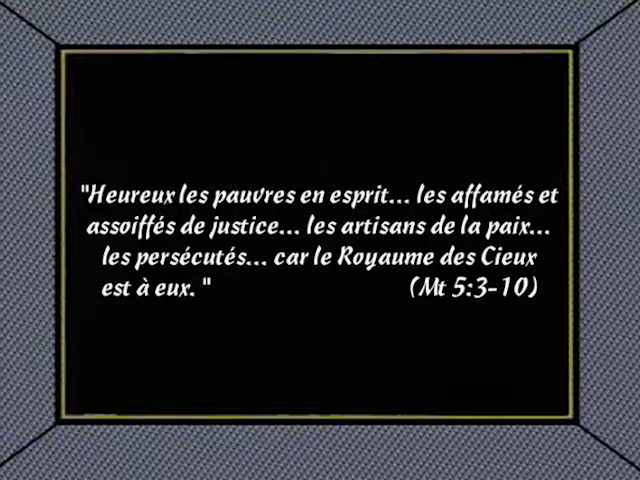 "Heureux les pauvres en esprit... les affamés et
assoiffés de justice... les artisans de la paix...
les persécutés... car le Royaume des Cieux
est à eux. " (Mt 5:3-10)